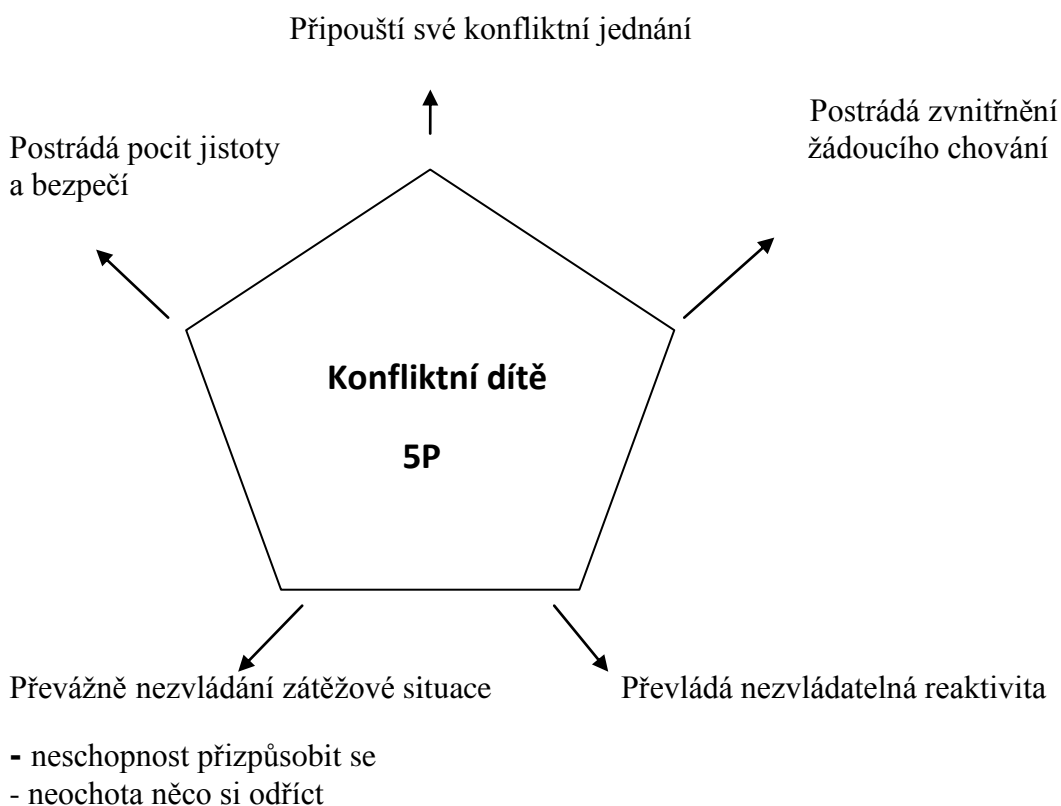 Připouští své konfliktní jednání
Postrádá zvnitřnění
žádoucího chování
Postrádá pocit jistoty
a bezpečí
Konfliktní dítě
5P
Převážně nezvládání zátěžové situace
Převládá nezvládatelná reaktivita
- neschopnost přizpůsobit se
- neochota něco si odříct